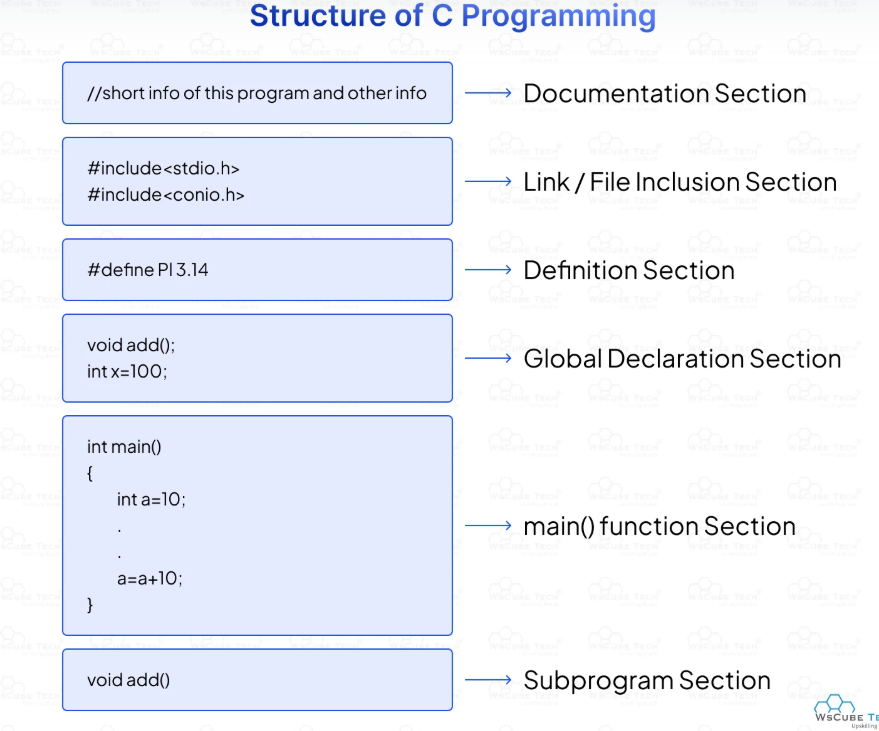 Structure of C Programming
//short info of this program and other info
Documentation Section
#include<stdio.h>
#include<conio.h>
Link / File Inclusion Section
#define PI 3.14
Definition Section
void add();
int x=100;
Global Declaration Section
int main()
{
int a=10;
.
.
a=a+10;
}
main() function Section
void add()
Subprogram Section
WsCube Te
Upskilling